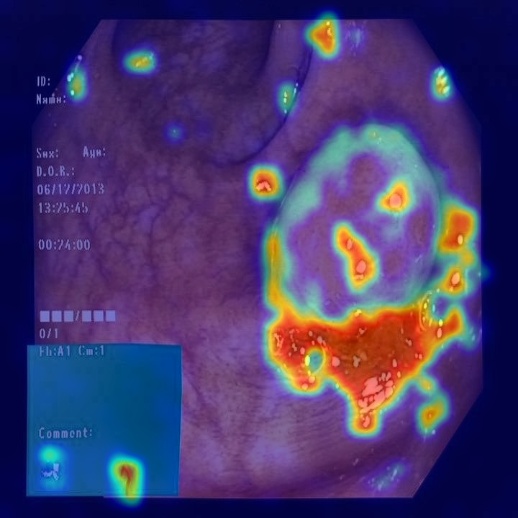 ID:
Name:
Sex: Age:
D.O.B.:
06/12/2013
13:25:45
00:24:00
0/1
Eh:A1 Cm:1
Comment: